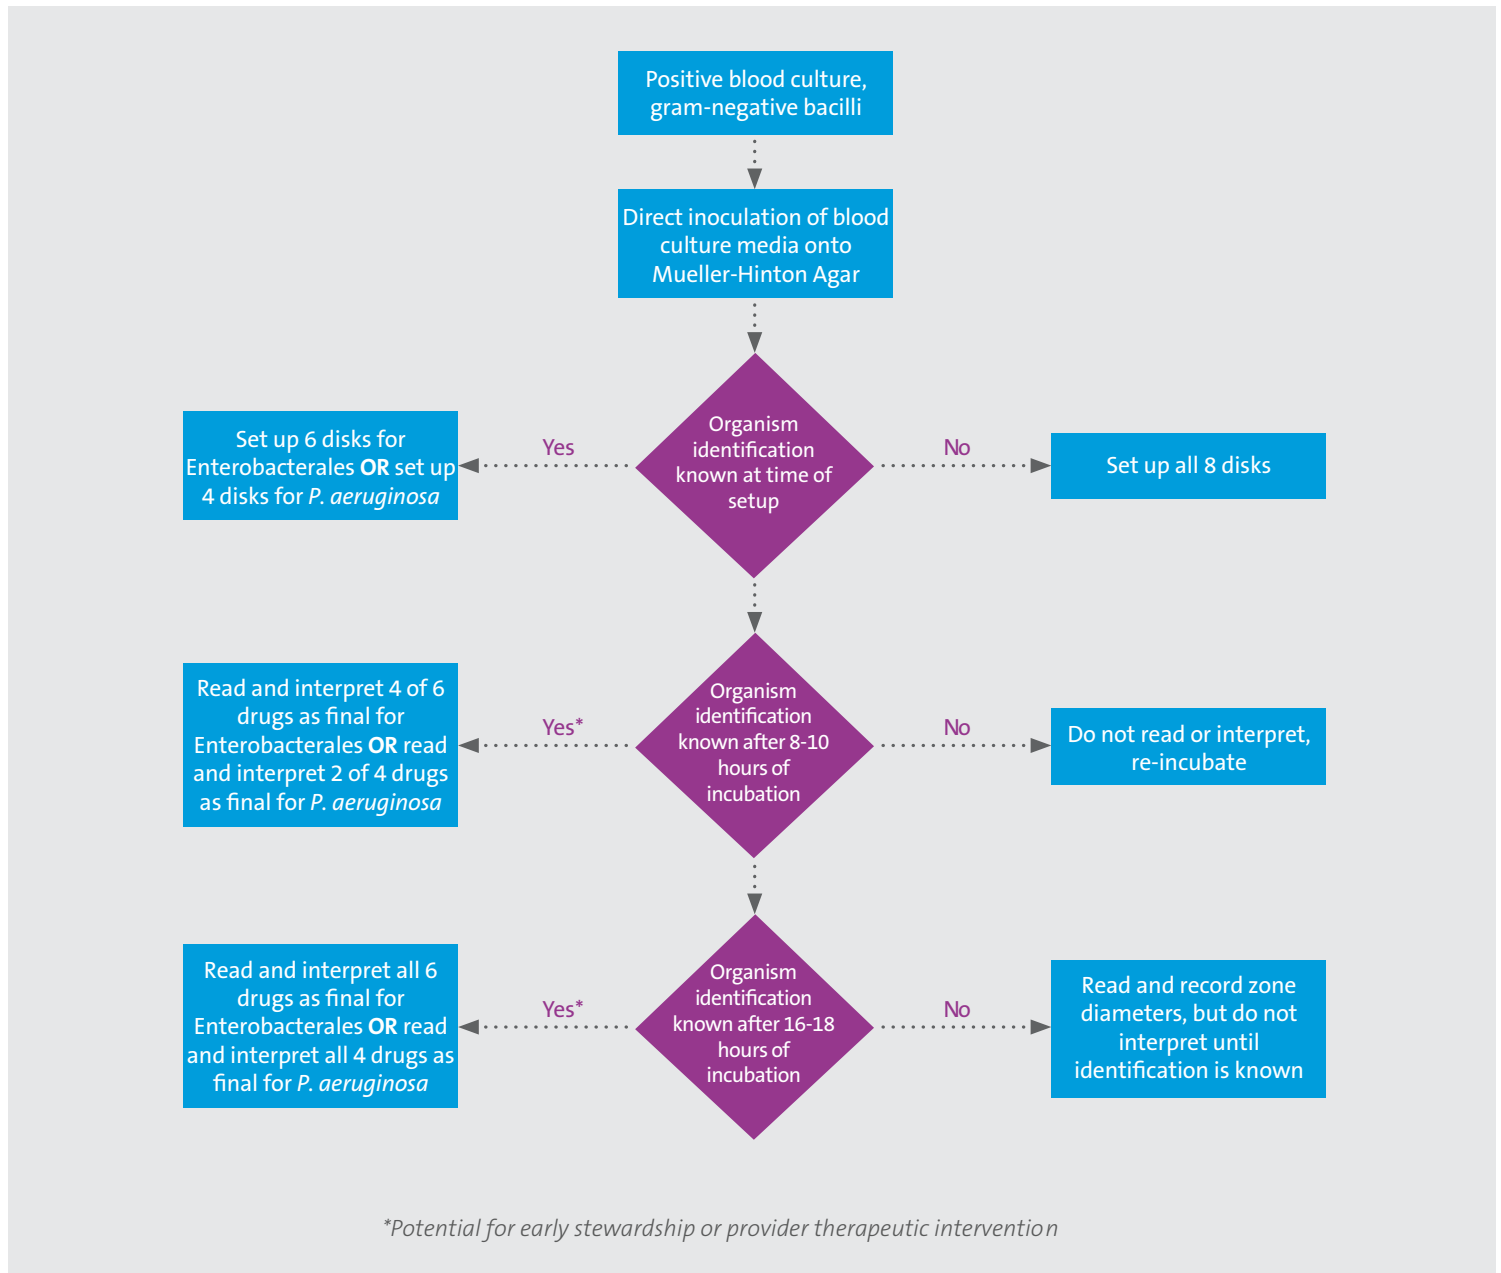 Positive blood culture,
gram-negative bacilli
Direct inoculation of blood
culture media onto
Mueller-Hinton Agar
Organism
identification
known at time of
setup
Yes
Set up 6 disks for
Enterobacterales OR set up
4 disks for P. aeruginosa
No
Set up all 8 disks
Organism
identification
known after 8-10
hours of
incubation
Yes*
Read and interpret 4 of 6
drugs as final for
Enterobacterales OR read
and interpret 2 of 4 drugs
as final for P. aeruginosa
No
Do not read or interpret,
re-incubate
Organism
identification
known after 16-18
hours of
incubation
Yes*
Read and interpret all 6
drugs as final for
Enterobacterales OR read
and interpret all 4 drugs as
final for P. aeruginosa
No
Read and record zone
diameters, but do not
interpret until
identification is known
*Potential for early stewardship or provider therapeutic intervention